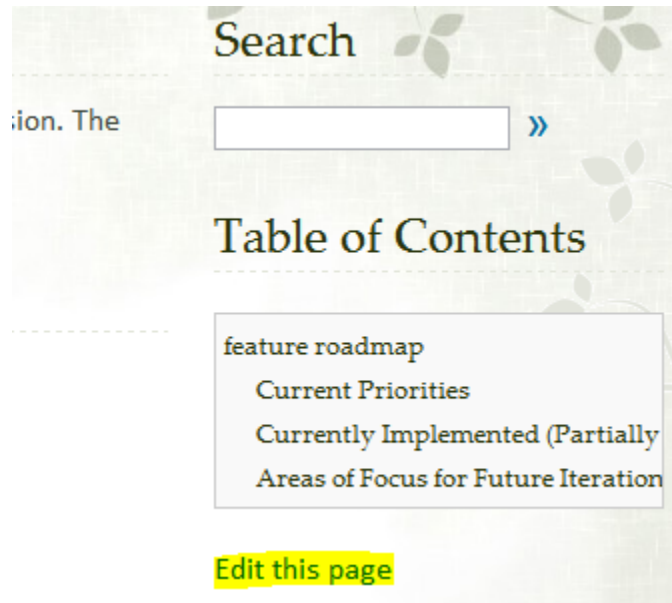 Search
sion. The
»
Table of Contents
feature roadmap
Current Priorities
Currently Implemented (Partially
Areas of Focus for Future Iteration
Edit this page